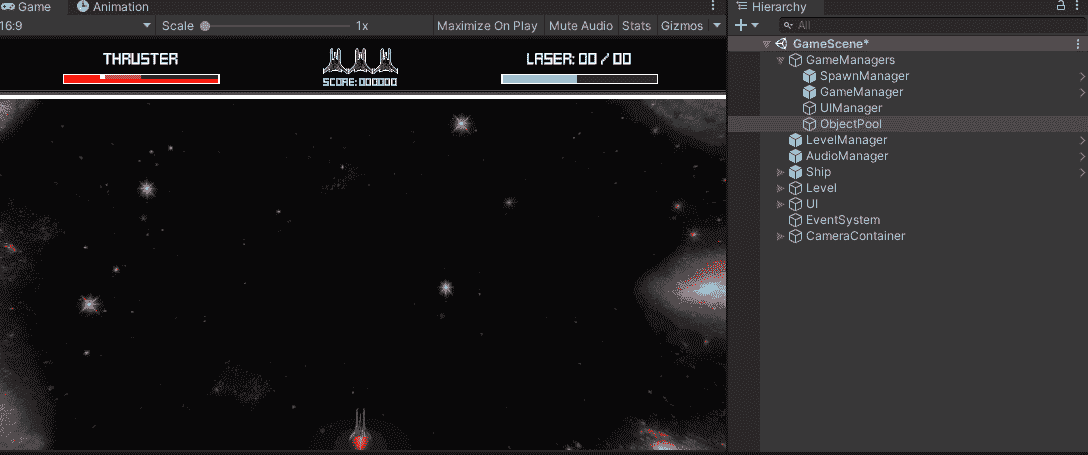 Game
Animation
Hierarchy
16:9
Scale
1x
Maximize On Play
Mute Audio
Stats
Gizmos
All
THRUSTER
SCORE:000000
LASER: 00 / 00
GameScene*
GameManagers
SpawnManager
GameManager
UIManager
ObjectPool
LevelManager
AudioManager
Ship
Level
UI
EventSystem
CameraContainer